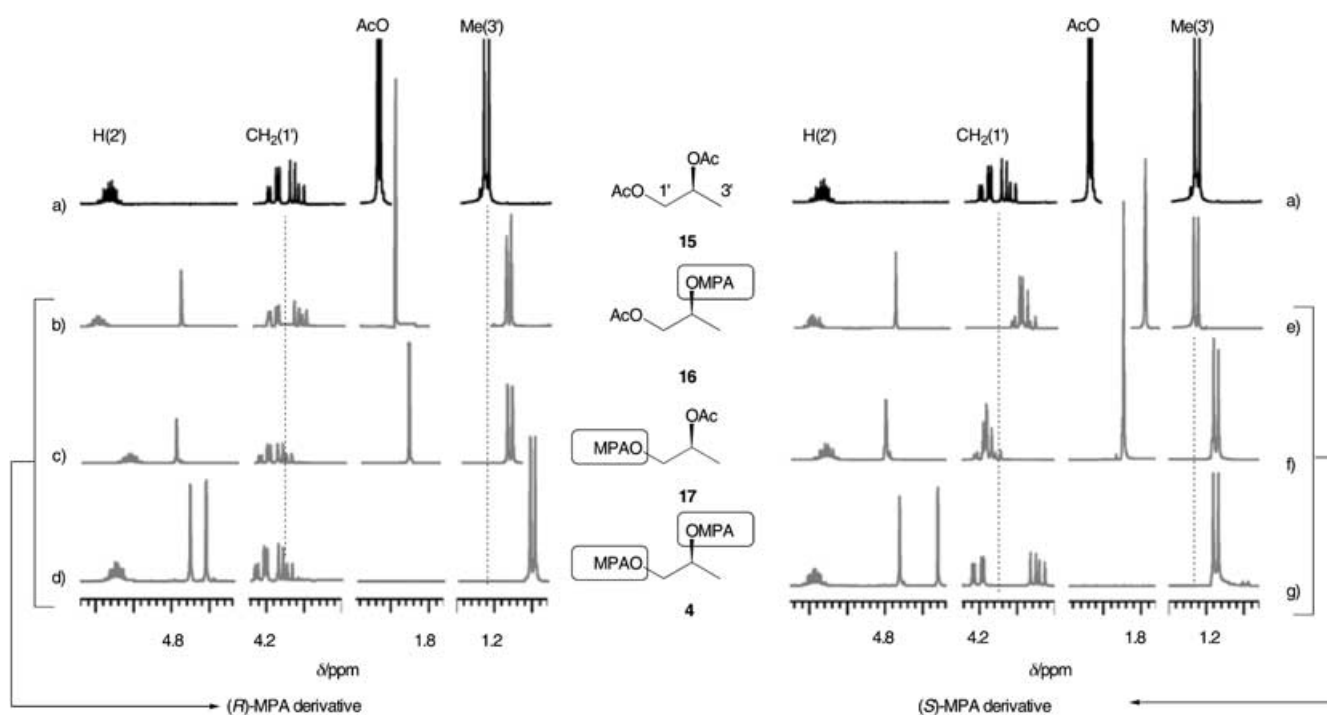 AcO Me(3') AcO Me(3')
H(2') CH2(1') H(2') CH2(1')
OAc
AcO 1' 3'
a) a)
15
OMPA
AcO
b) e)
16
OAc
MPAO
c) f)
17
OMPA
MPAO
d) g)
4
4.8 4.2 1.8 1.2 4.8 4.2 1.8 1.2
δ/ppm δ/ppm
(R)-MPA derivative (S)-MPA derivative